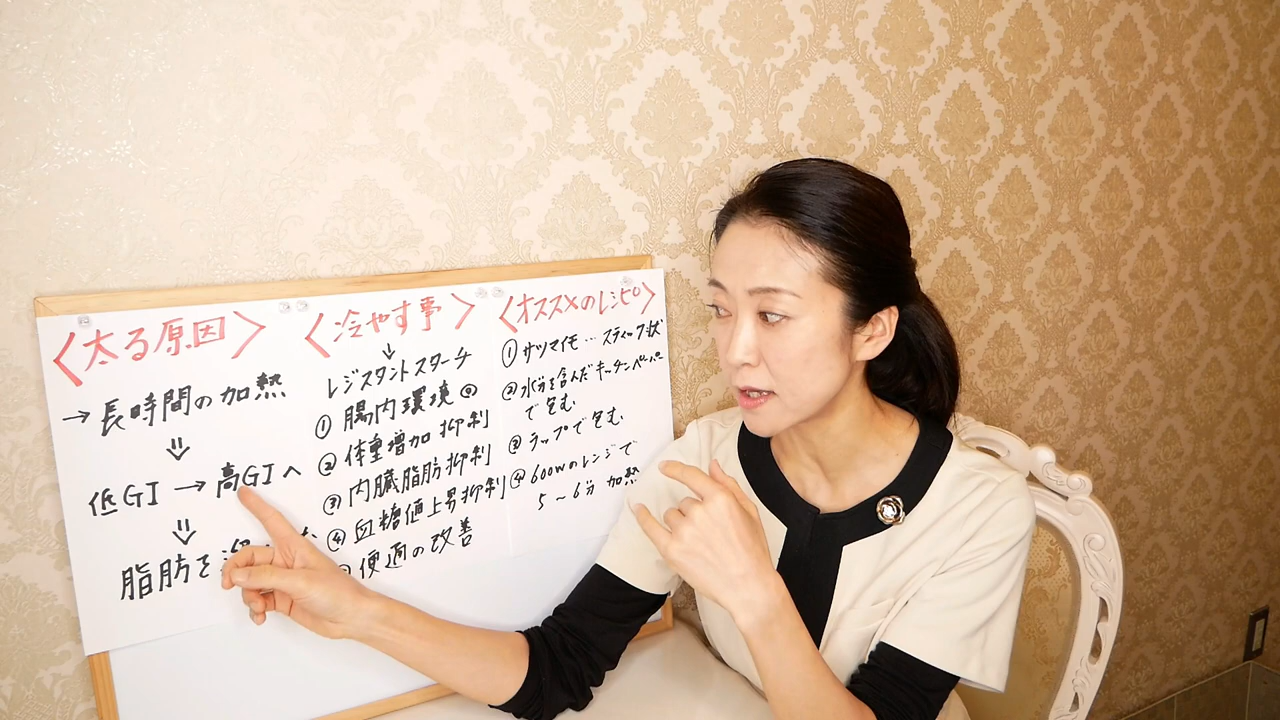 〈太る原因〉
→長時間の加熱
⇓
低GI→高GIへ
⇓
脂肪を
〈冷やす事〉
↓
レジスタントスターチ
① 腸内環境◎
② 体重増加抑制
③ 内臓脂肪抑制
④ 血糖値上昇抑制
便通の改善
〈オススメのレシピ〉
① サツマイモ…スティック状
② 水分を含んだキッチンペーパー
で包む
③ ラップで包む
④ 600wのレンジで
5〜6分 加熱